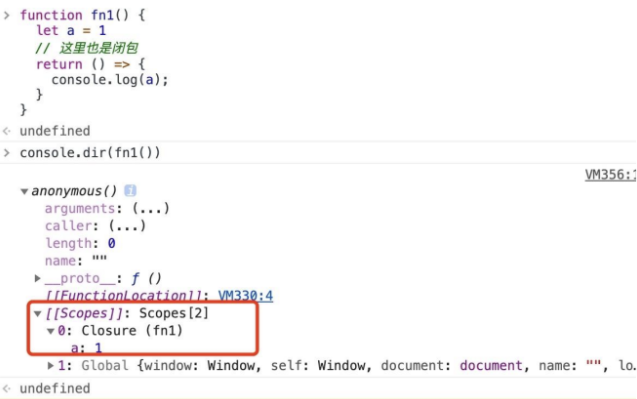 > function fn1() {
let a = 1
// 这里也是闭包
return () => {
console.log(a);
}
}
undefined
> console.dir(fn1())
VM356:1
▼anonymous() i
arguments: (...)
caller: (...)
length: 0
name: ""
▶__proto__: ƒ ()
[[FunctionLocation]]: VM330:4
▼[[Scopes]]: Scopes[2]
▼0: Closure (fn1)
a: 1
▶1: Global {window: Window, self: Window, document: document, name: "", lo…
undefined